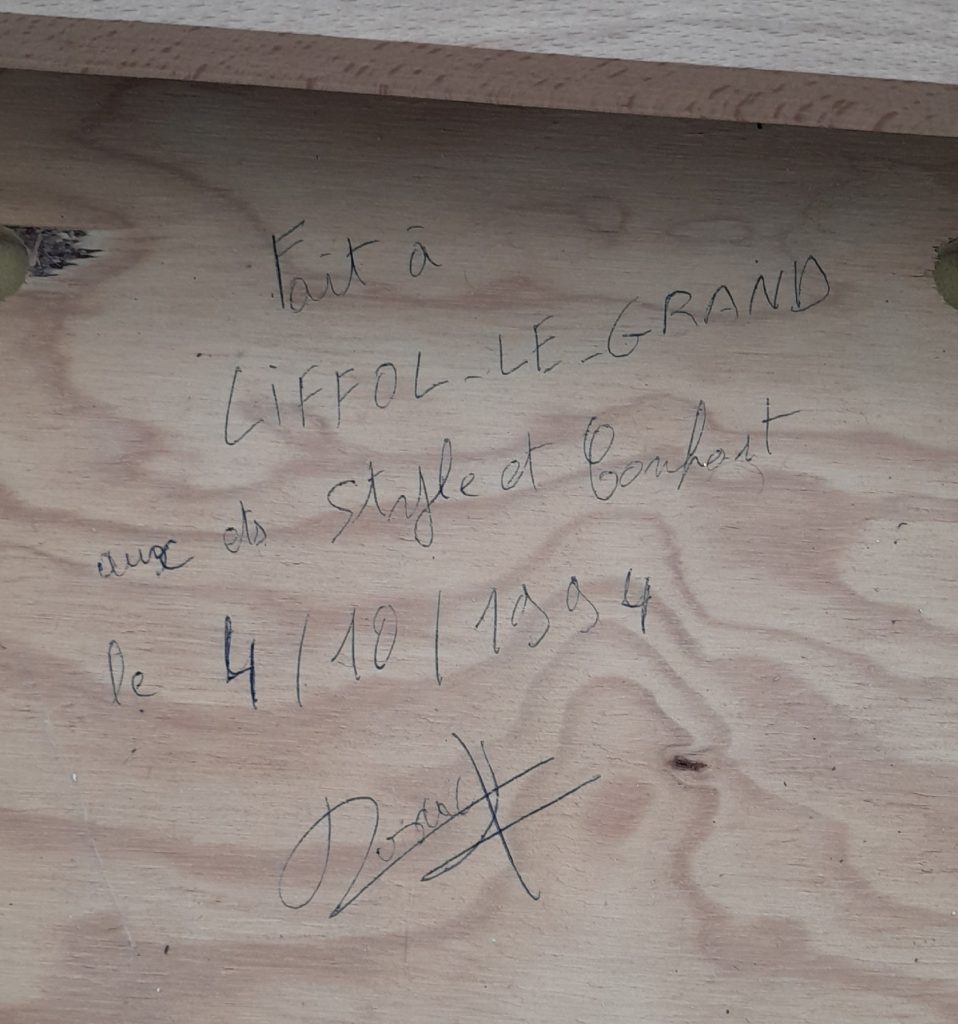 Fait à
LIFFOL-LE-GRAND
aux ets Style et Confort
le 4/10/1994